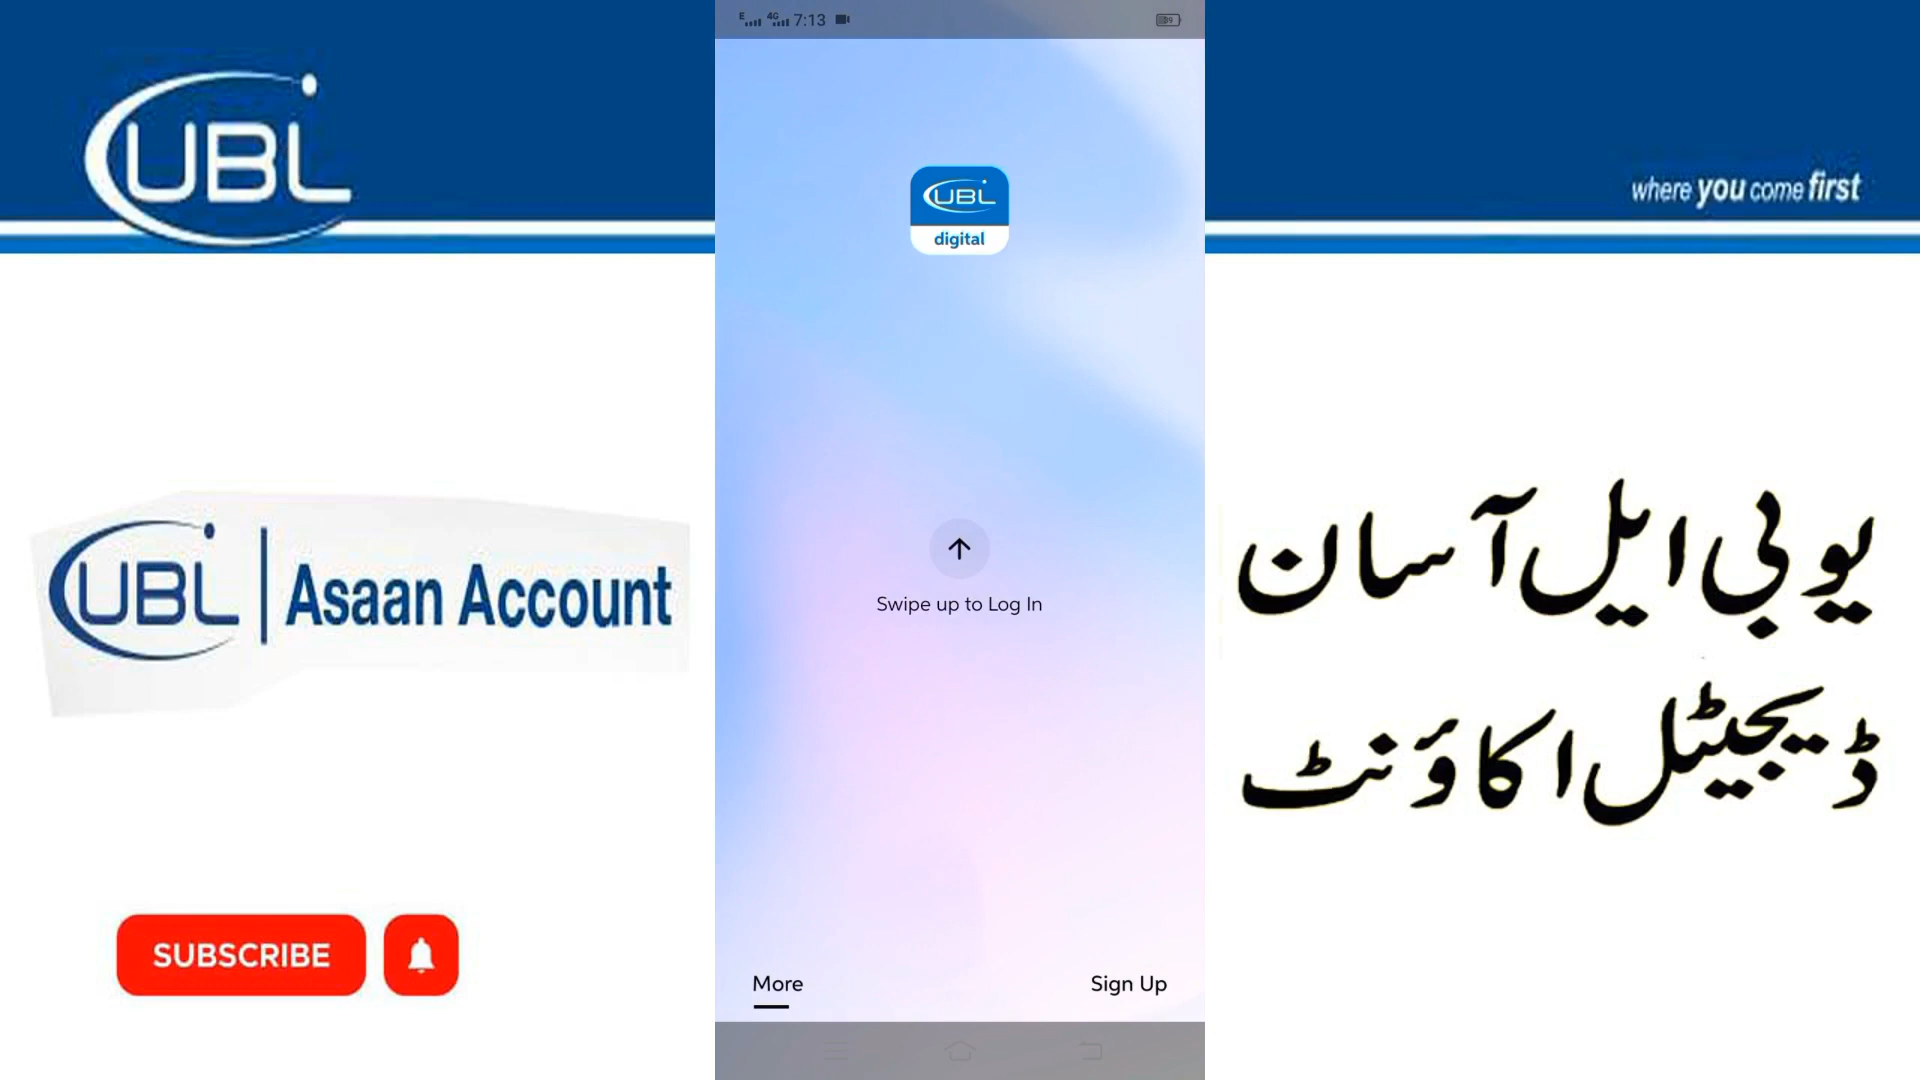 UBL
where you come first
E 4G 7:13
UBL
digital
UBL | Asaan Account
Swipe up to Log In
یو بی ایل آسان
ڈیجیٹل اکاؤنٹ
SUBSCRIBE
More
Sign Up